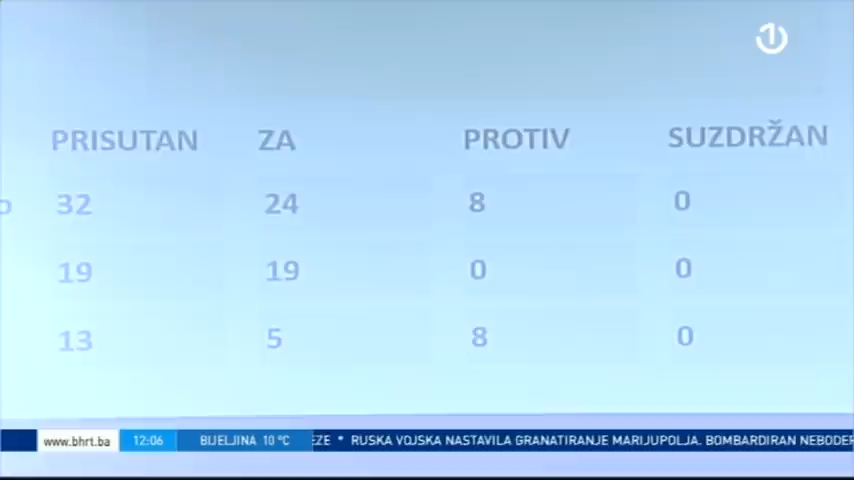 PRISUTAN ZA PROTIV SUZDRŽAN
32 24 8 0
19 19 0 0
13 5 8 0
www.bhrt.ba 12:06 BIJELJINA 10 °C * RUSKA VOJSKA NASTAVILA GRANATIRANJE MARIJUPOLJA. BOMBARDIRAN